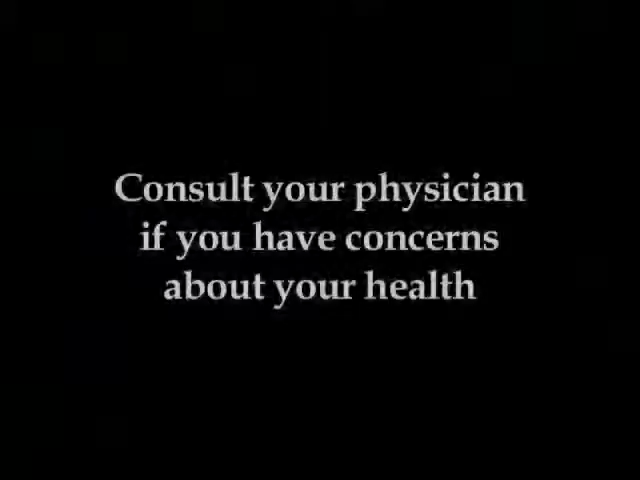 Consult your physician
if you have concerns
about your health